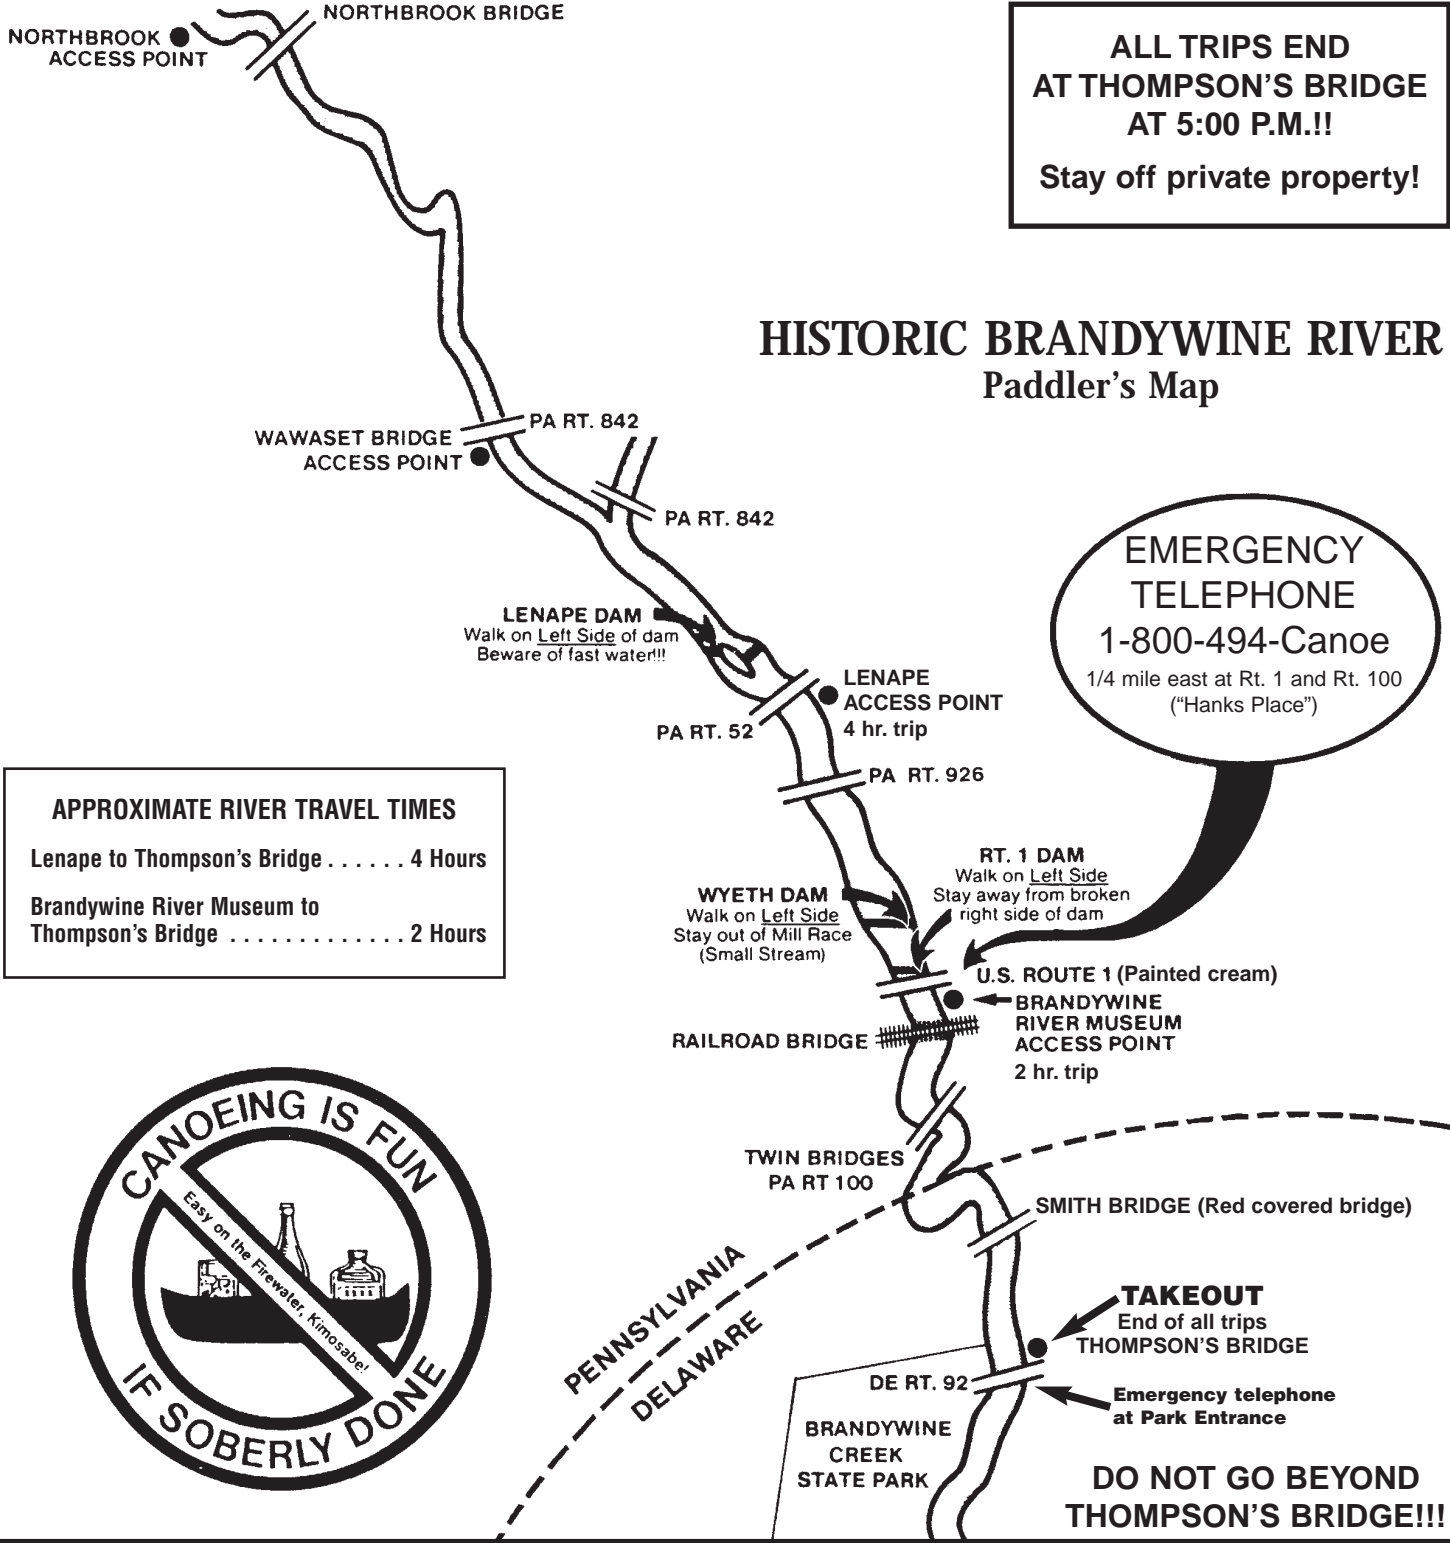 NORTHBROOK BRIDGE
NORTHBROOK
ACCESS POINT
ALL TRIPS END
AT THOMPSON'S BRIDGE
AT 5:00 P.M.!!
Stay off private property!
HISTORIC BRANDYWINE RIVER
Paddler's Map
PA RT. 842
WAWASET BRIDGE
ACCESS POINT
PA RT. 842
EMERGENCY
TELEPHONE
1-800-494-Canoe
1/4 mile east at Rt. 1 and Rt. 100
("Hanks Place")
LENAPE DAM
Walk on Left Side of dam
Beware of fast water!!!
LENAPE
ACCESS POINT
4 hr. trip
PA RT. 52
PA RT. 926
APPROXIMATE RIVER TRAVEL TIMES
Lenape to Thompson's Bridge . . . . . . 4 Hours
Brandywine River Museum to
Thompson's Bridge . . . . . . . . . . . . . 2 Hours
RT. 1 DAM
Walk on Left Side
Stay away from broken
right side of dam
WYETH DAM
Walk on Left Side
Stay out of Mill Race
(Small Stream)
U.S. ROUTE 1 (Painted cream)
BRANDYWINE
RIVER MUSEUM
ACCESS POINT
2 hr. trip
RAILROAD BRIDGE
TWIN BRIDGES
PA RT 100
CANOEING IS FUN
Easy on the Firewater, Kimosabe!
IF SOBERLY DONE
SMITH BRIDGE (Red covered bridge)
PENNSYLVANIA
DELAWARE
TAKEOUT
End of all trips
THOMPSON'S BRIDGE
DE RT. 92
Emergency telephone
at Park Entrance
BRANDYWINE
CREEK
STATE PARK
DO NOT GO BEYOND
THOMPSON'S BRIDGE!!!